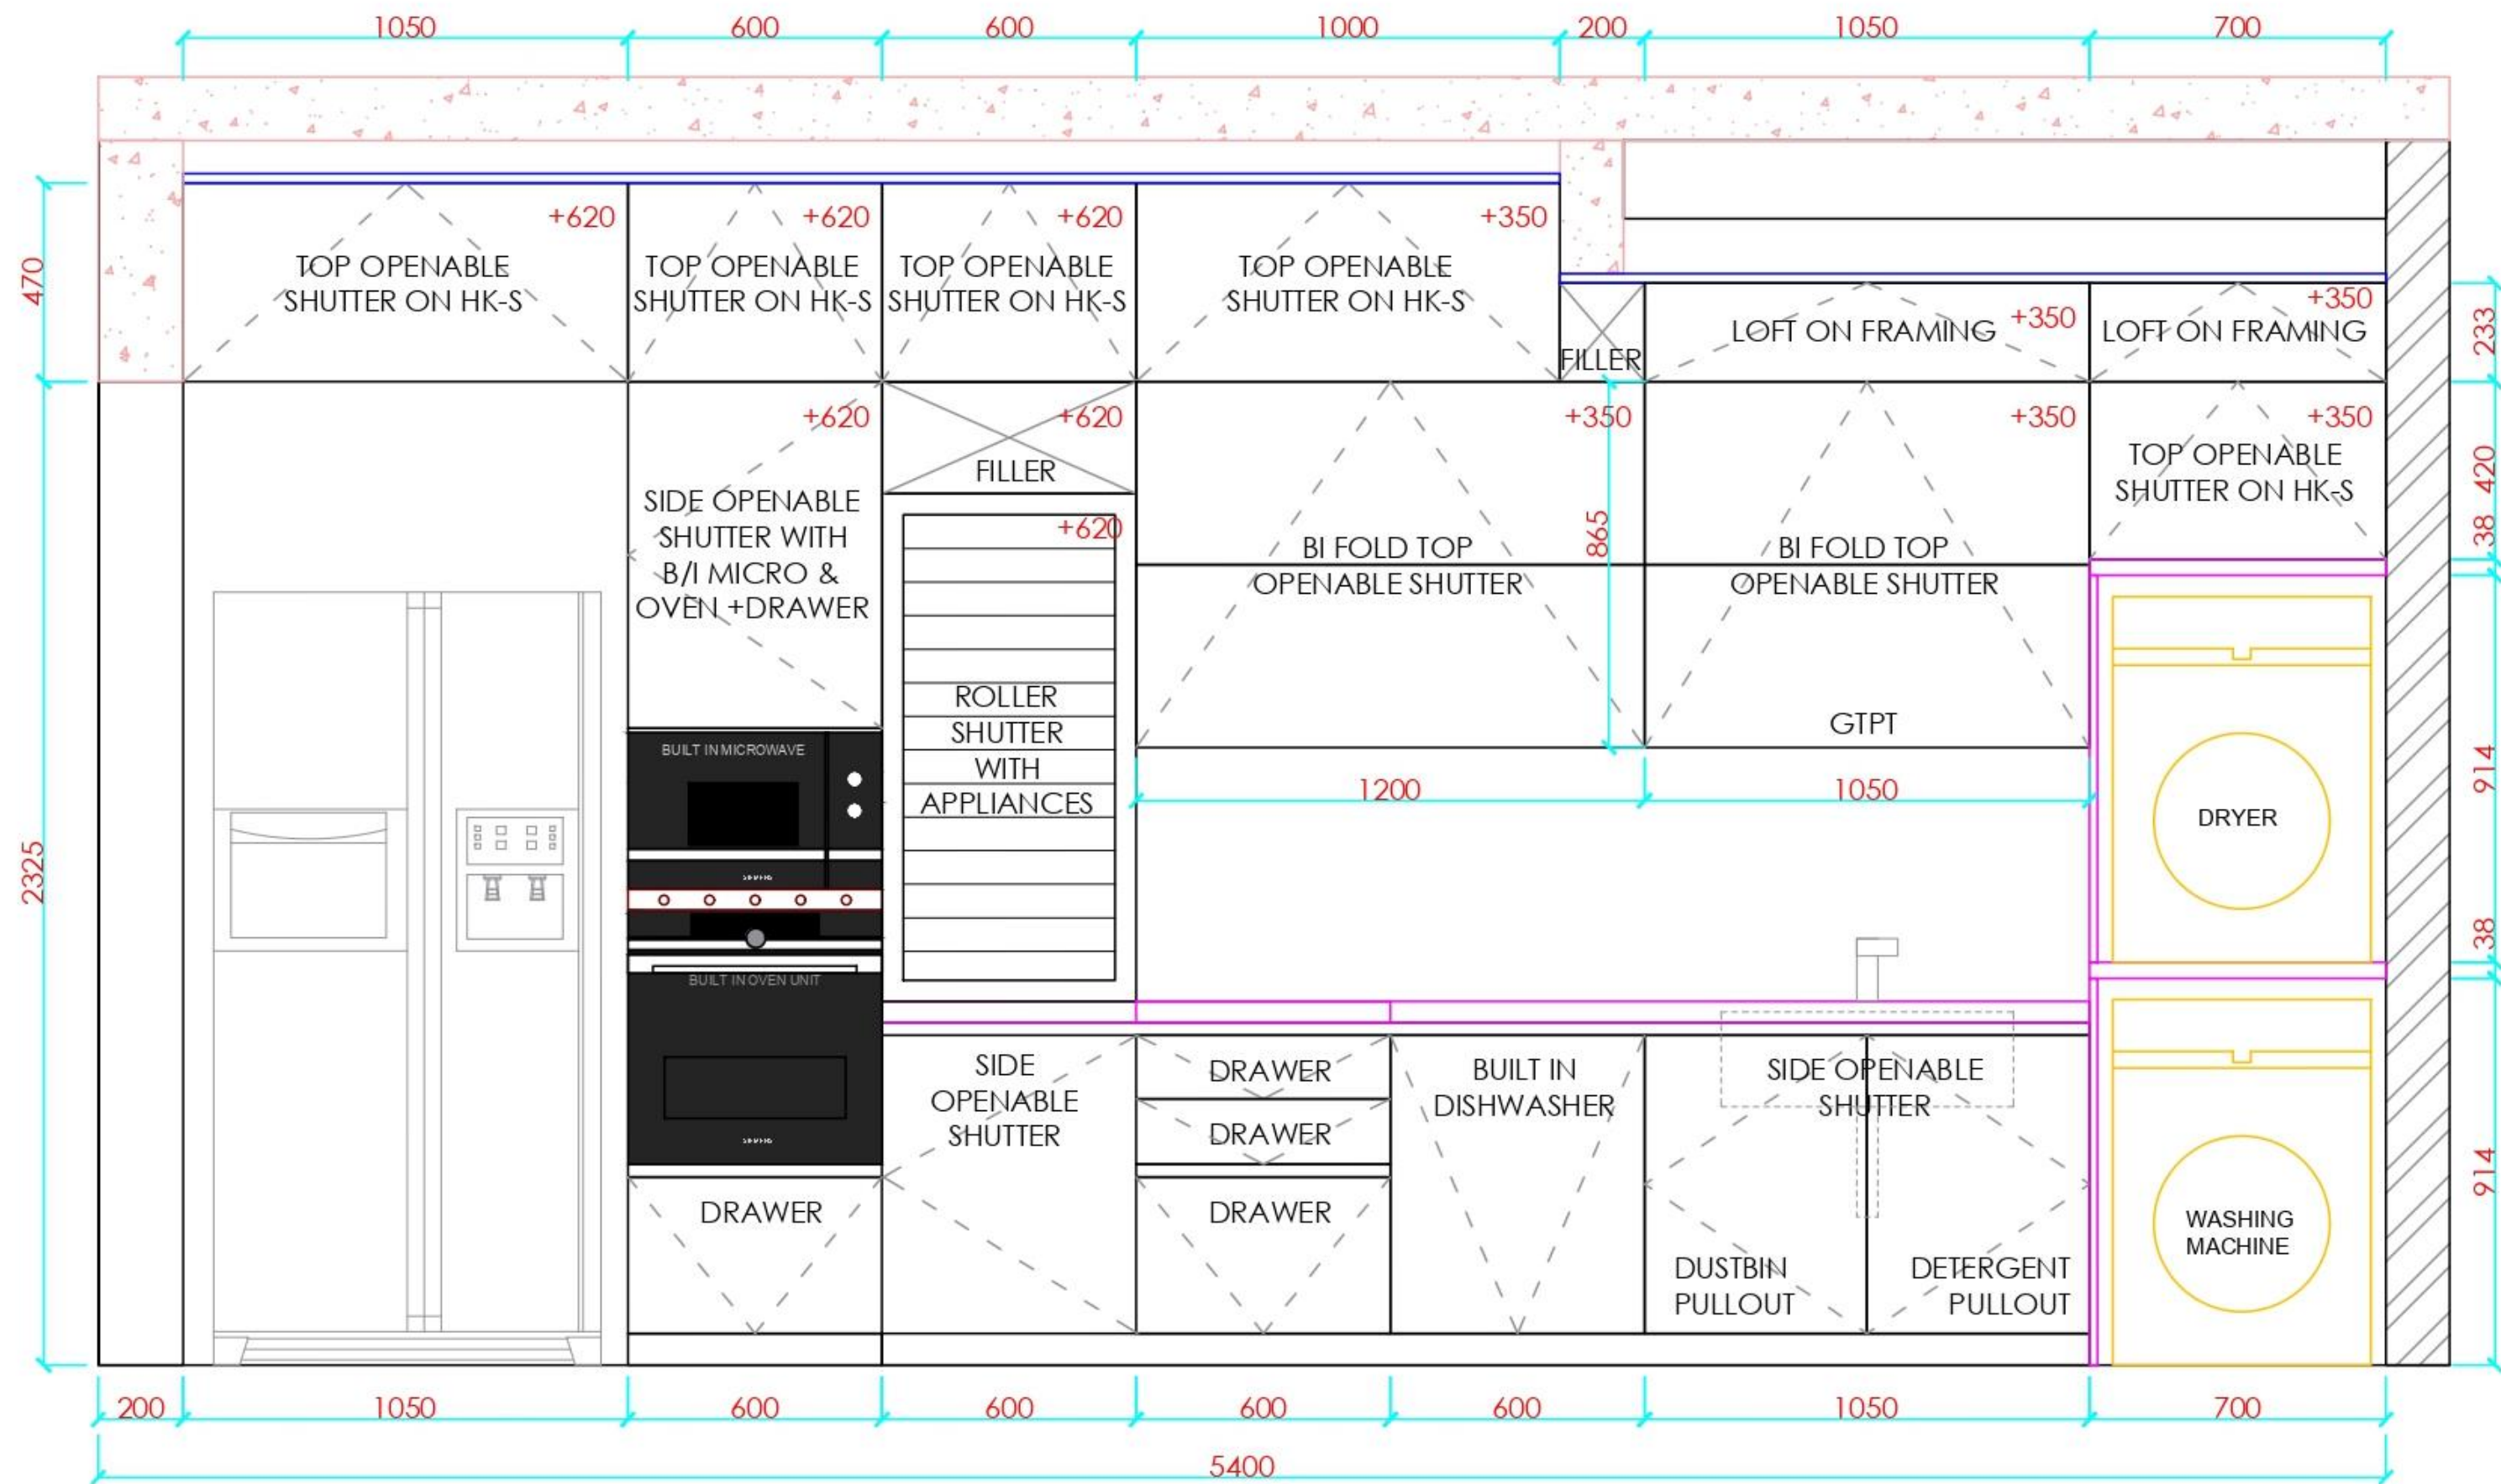 1050
600
600
1000
200
1050
700
+620
+620
+620
+350
TOP OPENABLE
SHUTTER ON HK-S
TOP OPENABLE
SHUTTER ON HK-S
TOP OPENABLE
SHUTTER ON HK-S
TOP OPENABLE
SHUTTER ON HK-S
470
FILLER
LOFT ON FRAMING
+350
LOFT ON FRAMING
+350
233
+620
SIDE OPENABLE
SHUTTER WITH
B/I MICRO &
OVEN +DRAWER
+620
FILLER
+620
ROLLER
SHUTTER
WITH
APPLIANCES
+350
BI FOLD TOP
OPENABLE SHUTTER
865
+350
BI FOLD TOP
OPENABLE SHUTTER
GTPT
+350
TOP OPENABLE
SHUTTER ON HK-S
420
38
1200
1050
BUILT IN MICROWAVE
SIEMENS
BUILT IN OVEN UNIT
SIEMENS
DRAWER
2325
DRYER
914
38
SIDE
OPENABLE
SHUTTER
DRAWER
DRAWER
DRAWER
BUILT IN
DISHWASHER
SIDE OPENABLE
SHUTTER
DUSTBIN
PULLOUT
DETERGENT
PULLOUT
WASHING
MACHINE
914
200
1050
600
600
600
600
1050
700
5400